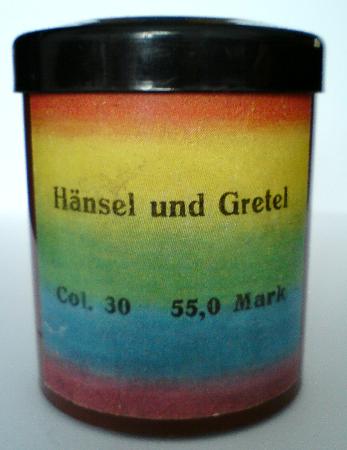 Hänsel und Gretel
Col. 30 55,0 Mark